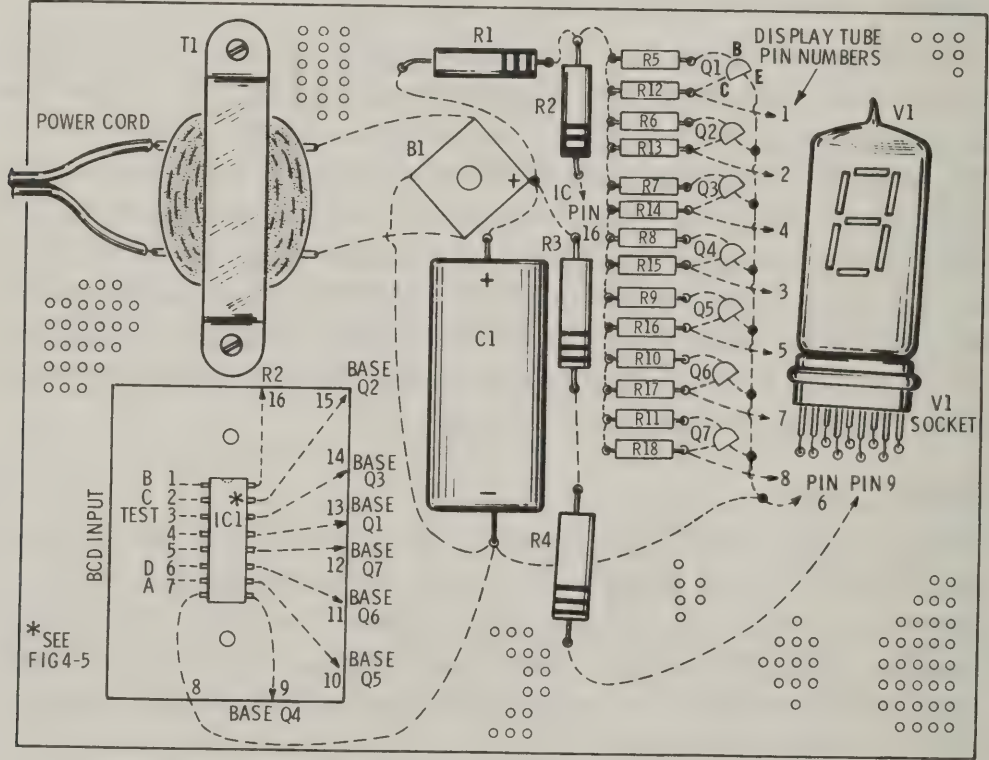 T1
POWER CORD
R1
R2
B1
+
IC
PIN
16
R3
+
C1
−
R4
R5
R12
R6
R13
R7
R14
R8
R15
R9
R16
R10
R17
R11
R18
Q1
B
C
E
Q2
Q3
Q4
Q5
Q6
Q7
DISPLAY TUBE
PIN NUMBERS
1
2
4
3
5
7
8
V1
V1
SOCKET
PIN PIN 9
6
BCD INPUT
B 1
C 2
TEST 3
4
5
D 6
A 7
8
*
IC1
R2
16
15
BASE
Q2
14
BASE
Q3
13
BASE
Q1
12
BASE
Q7
11
BASE
Q6
10
BASE
Q5
9
BASE Q4
*SEE
FIG 4-5